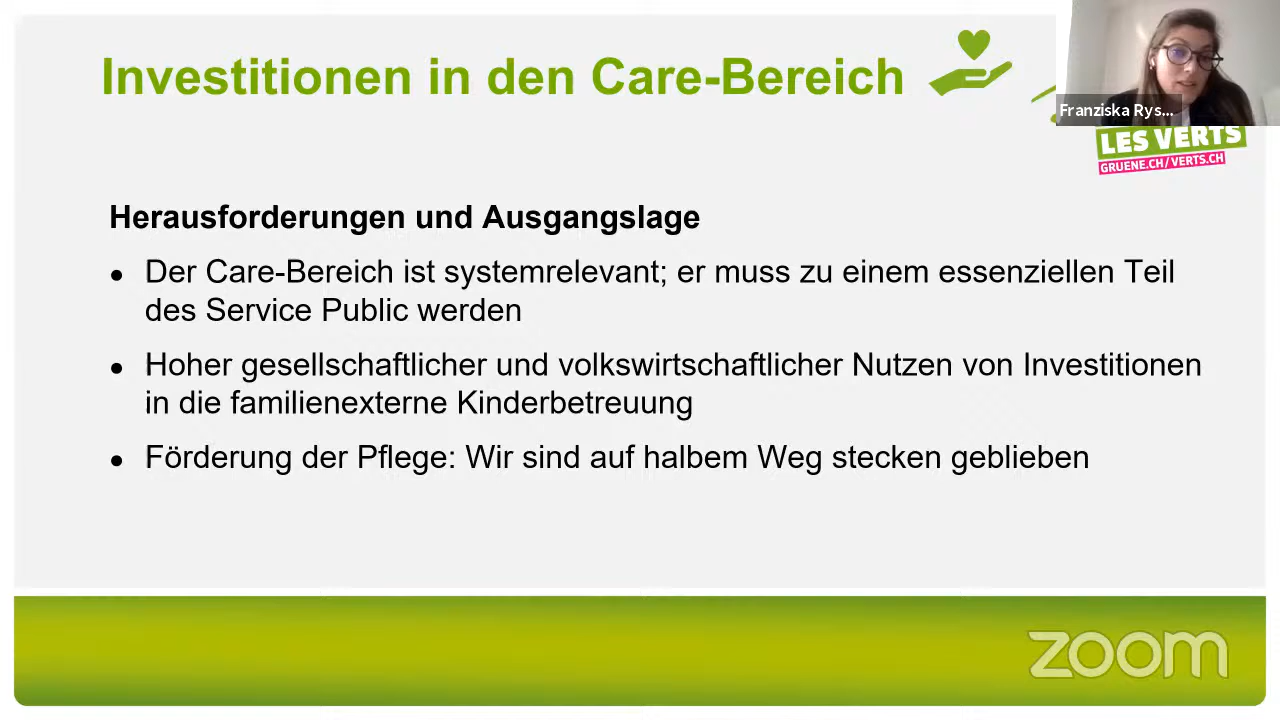 Investitionen in den Care-Bereich
Franziska Rys...
LES VERTS
GRUENE.CH/VERTS.CH
Herausforderungen und Ausgangslage
● Der Care-Bereich ist systemrelevant; er muss zu einem essenziellen Teil
des Service Public werden
● Hoher gesellschaftlicher und volkswirtschaftlicher Nutzen von Investitionen
in die familienexterne Kinderbetreuung
● Förderung der Pflege: Wir sind auf halbem Weg stecken geblieben
zoom